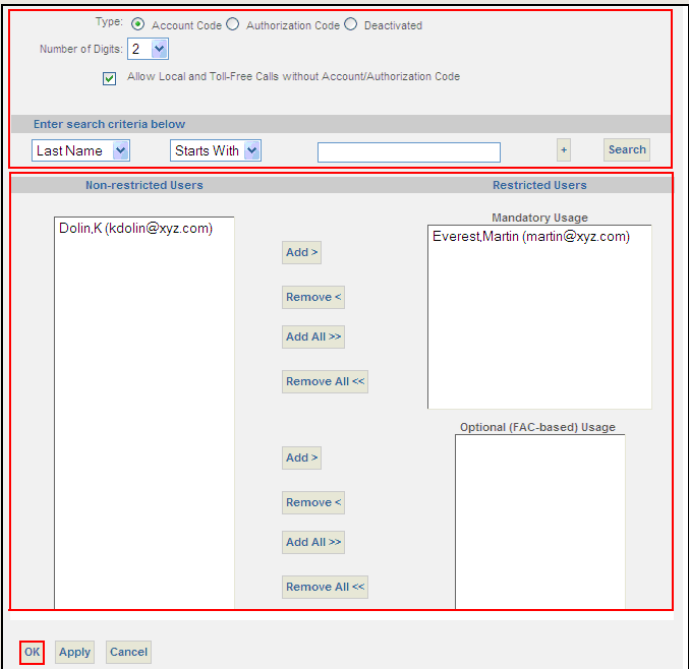 Type: Account Code Authorization Code Deactivated
Number of Digits: 2
Allow Local and Toll-Free Calls without Account/Authorization Code
Enter search criteria below
Last Name Starts With + Search
Non-restricted Users Restricted Users
Mandatory Usage
Dolin,K (kdolin@xyz.com)
Everest,Martin (martin@xyz.com)
Add >
Remove <
Add All >>
Remove All <<
Optional (FAC-based) Usage
Add >
Remove <
Add All >>
Remove All <<
OK Apply Cancel